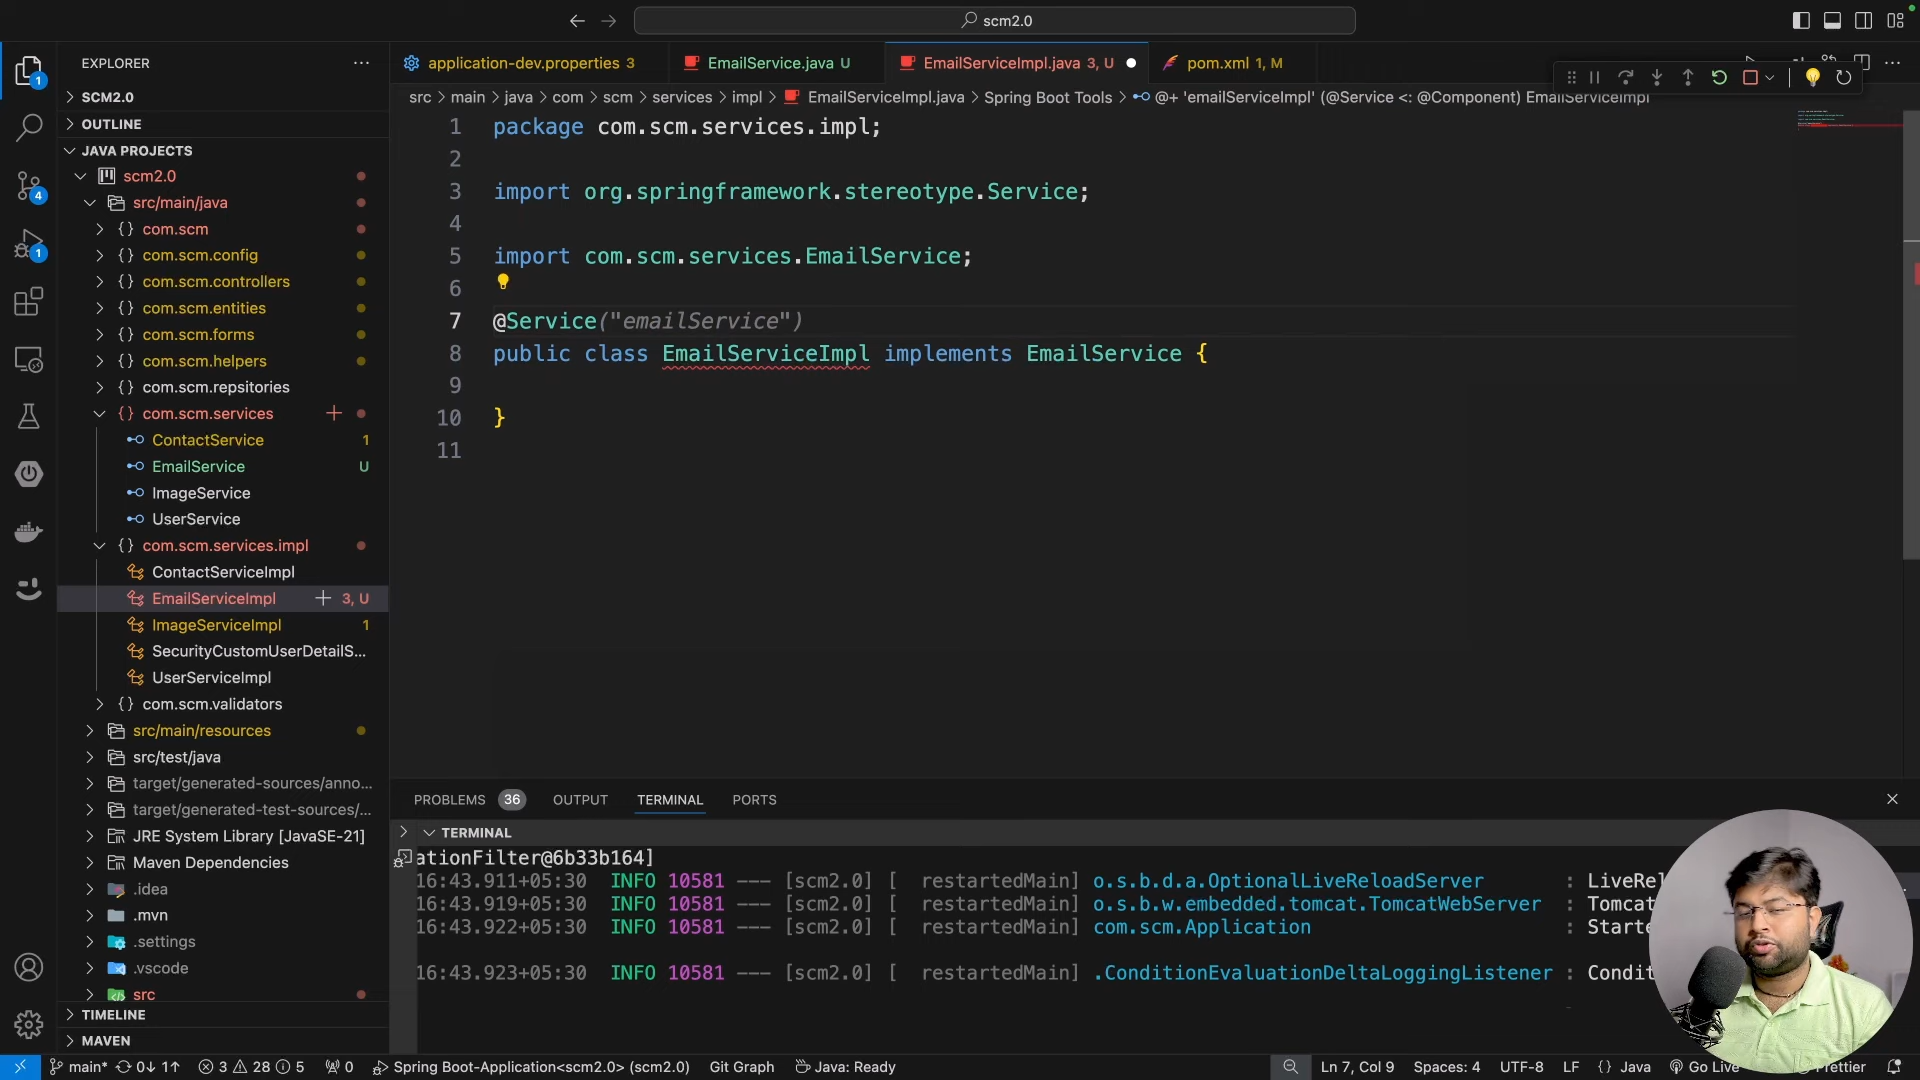 scm2.0
EXPLORER
SCM2.0
OUTLINE
JAVA PROJECTS
scm2.0
src/main/java
com.scm
com.scm.config
com.scm.controllers
com.scm.entities
com.scm.forms
com.scm.helpers
com.scm.repsitories
com.scm.services
ContactService 1
EmailService U
ImageService
UserService
com.scm.services.impl
ContactServiceImpl
EmailServiceImpl 3, U
ImageServiceImpl 1
SecurityCustomUserDetailS...
UserServiceImpl
com.scm.validators
src/main/resources
src/test/java
target/generated-sources/anno...
target/generated-test-sources/...
JRE System Library [JavaSE-21]
Maven Dependencies
.idea
.mvn
.settings
.vscode
src
TIMELINE
MAVEN
1
4
1
application-dev.properties 3
EmailService.java U
EmailServiceImpl.java 3, U
pom.xml 1, M
src > main > java > com > scm > services > impl > EmailServiceImpl.java > Spring Boot Tools > @+ 'emailServiceImpl' (@Service <: @Component) EmailServiceImpl
1 package com.scm.services.impl;
2
3 import org.springframework.stereotype.Service;
4
5 import com.scm.services.EmailService;
6
7 @Service("emailService")
8 public class EmailServiceImpl implements EmailService {
9
10 }
11
PROBLEMS 36 OUTPUT TERMINAL PORTS
TERMINAL
ationFilter@6b33b164]
16:43.911+05:30 INFO 10581 --- [scm2.0] [ restartedMain] o.s.b.d.a.OptionalLiveReloadServer : LiveRel
16:43.919+05:30 INFO 10581 --- [scm2.0] [ restartedMain] o.s.b.w.embedded.tomcat.TomcatWebServer : Tomcat
16:43.922+05:30 INFO 10581 --- [scm2.0] [ restartedMain] com.scm.Application : Starte
16:43.923+05:30 INFO 10581 --- [scm2.0] [ restartedMain] .ConditionEvaluationDeltaLoggingListener : Condit
main* 0↓ 1↑ 3 28 5 0 Spring Boot-Application<scm2.0> (scm2.0) Git Graph Java: Ready Ln 7, Col 9 Spaces: 4 UTF-8 LF {} Java Go Live Prettier